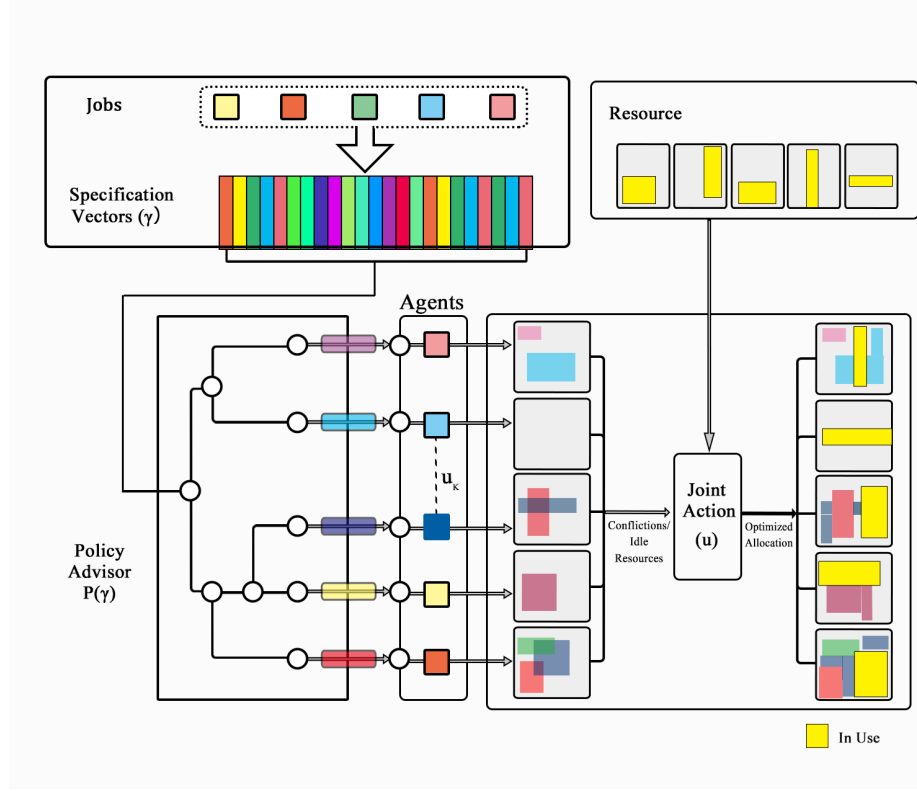 Jobs
Resource
Specification
Vectors (γ)
Agents
u_κ
Conflictions/
Idle
Resources
Joint
Action
(u)
Optimized
Allocation
Policy
Advisor
P(γ)
In Use